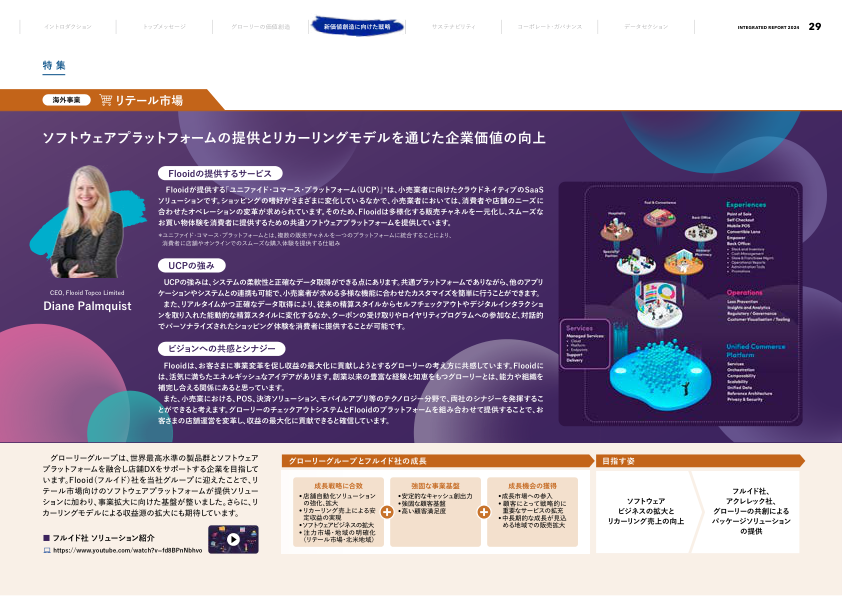 イントロダクション
トップメッセージ
グローリーの価値創造
新価値創造に向けた戦略
サステナビリティ
コーポレート・ガバナンス
データセクション
INTEGRATED REPORT 2024 29
特集
海外事業 リテール市場
ソフトウェアプラットフォームの提供とリカーリングモデルを通じた企業価値の向上
CEO, Flooid Topco Limited
Diane Palmquist
Flooidの提供するサービス
Flooidが提供する「ユニファイド・コマース・プラットフォーム(UCP)」*は、小売業者に向けたクラウドネイティブのSaaS
ソリューションです。ショッピングの嗜好がさまざまに変化しているなかで、小売業者においては、消費者や店舗のニーズに
合わせたオペレーションの変革が求められています。そのため、Flooidは多様化する販売チャネルを一元化し、スムーズな
お買い物体験を消費者に提供するための共通ソフトウェアプラットフォームを提供しています。
*ユニファイド・コマース・プラットフォームとは、複数の販売チャネルを一つのプラットフォームに統合することにより、
消費者に店舗やオンラインでのスムーズな購入体験を提供する仕組み
UCPの強み
UCPの強みは、システムの柔軟性と正確なデータ取得ができる点にあります。共通プラットフォームでありながら、他のアプリ
ケーションやシステムとの連携も可能で、小売業者が求める多様な機能に合わせたカスタマイズを簡単に行うことができます。
また、リアルタイムかつ正確なデータ取得により、従来の精算スタイルからセルフチェックアウトやデジタルインタラクショ
ンを取り入れた能動的な精算スタイルに変化するなか、クーポンの受け取りやロイヤリティプログラムへの参加など、対話的
でパーソナライズされたショッピング体験を消費者に提供することが可能です。
ビジョンへの共感とシナジー
Flooidは、お客さまに事業変革を促し収益の最大化に貢献しようとするグローリーの考え方に共感しています。Flooidに
は、活気に満ちたエネルギッシュなアイデアがあります。創業以来の豊富な経験と知恵をもつグローリーとは、能力や組織を
補完し合える関係にあると思っています。
また、小売業における、POS、決済ソリューション、モバイルアプリ等のテクノロジー分野で、両社のシナジーを発揮するこ
とができると考えます。グローリーのチェックアウトシステムとFlooidのプラットフォームを組み合わせて提供することで、お
客さまの店舗運営を変革し、収益の最大化に貢献できると確信しています。
Fuel & Convenience
Hospitality
Back Office
Specialty/
Fashion
Grocery/
Pharmacy
Experiences
Point of Sale
Self-Checkout
Mobile POS
Convertible Lane
Empower
Back Office:
Stock and Inventory
Cash Management
Store & Franchisee Mgmt
Operational Reports
Administration Tools
Promotions
Operations
Loss Prevention
Insights and Analytics
Regulatory / Governance
Customer Visualisation / Testing
Services
Managed Services:
Cloud
Platform
Endpoints
Support
Delivery
Unified Commerce
Platform
Services
Orchestration
Composability
Scalability
Unified Data
Reference Architecture
Privacy & Security
グローリーグループは、世界最高水準の製品群とソフトウェア
プラットフォームを融合し店舗DXをサポートする企業を目指して
います。Flooid（フルイド）社を当社グループに迎えたことで、リ
テール市場向けのソフトウェアプラットフォームが提供ソリュー
ションに加わり、事業拡大に向けた基盤が整いました。さらに、リ
カーリングモデルによる収益源の拡大にも期待しています。
■ フルイド社 ソリューション紹介
https://www.youtube.com/watch?v=fd8BPnNbhvo
グローリーグループとフルイド社の成長
成長戦略に合致
•店舗自動化ソリューション
の強化、拡大
•リカーリング売上による安
定収益の実現
•ソフトウェアビジネスの拡大
•注力市場・地域の明確化
（リテール市場・北米地域）
+
強固な事業基盤
•安定的なキャッシュ創出力
•強固な顧客基盤
•高い顧客満足度
+
成長機会の獲得
•成長市場への参入
•顧客にとって戦略的に
重要なサービスの拡充
•中長期的な成長が見込
める地域での販売拡大
目指す姿
ソフトウェア
ビジネスの拡大と
リカーリング売上の向上
フルイド社、
アクレレック社、
グローリーの共創による
パッケージソリューション
の提供